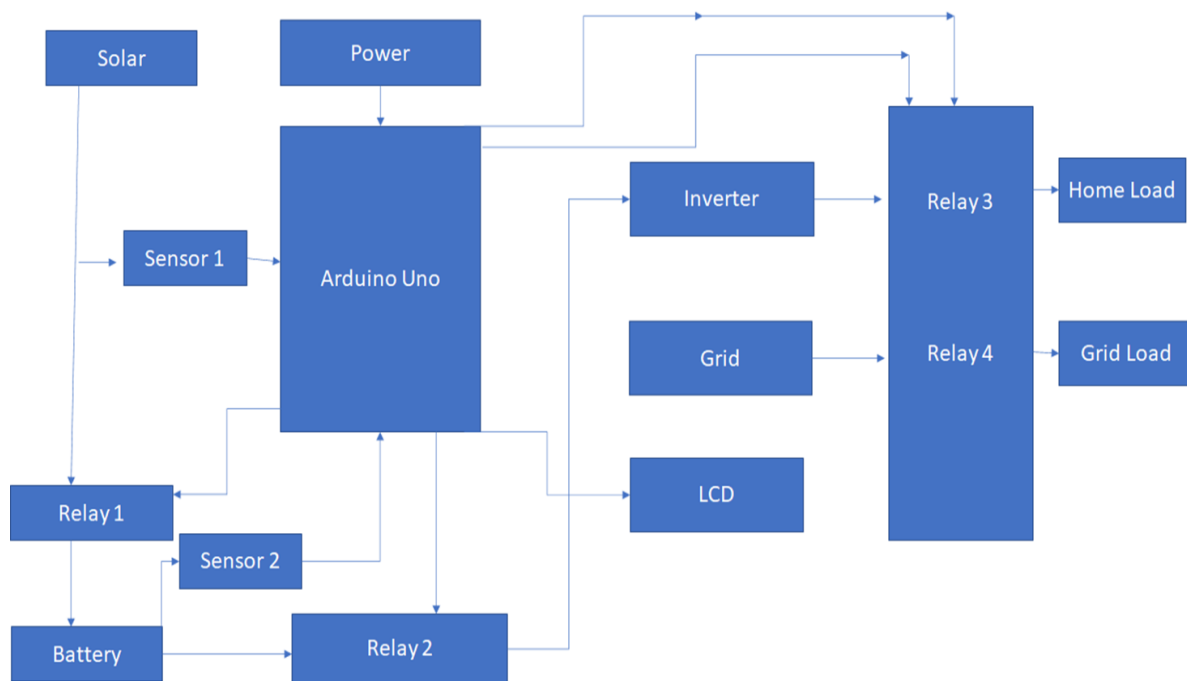 Solar
Power
Inverter
Relay 3
Home Load
Sensor 1
Arduino Uno
Grid
Relay 4
Grid Load
LCD
Relay 1
Sensor 2
Battery
Relay 2